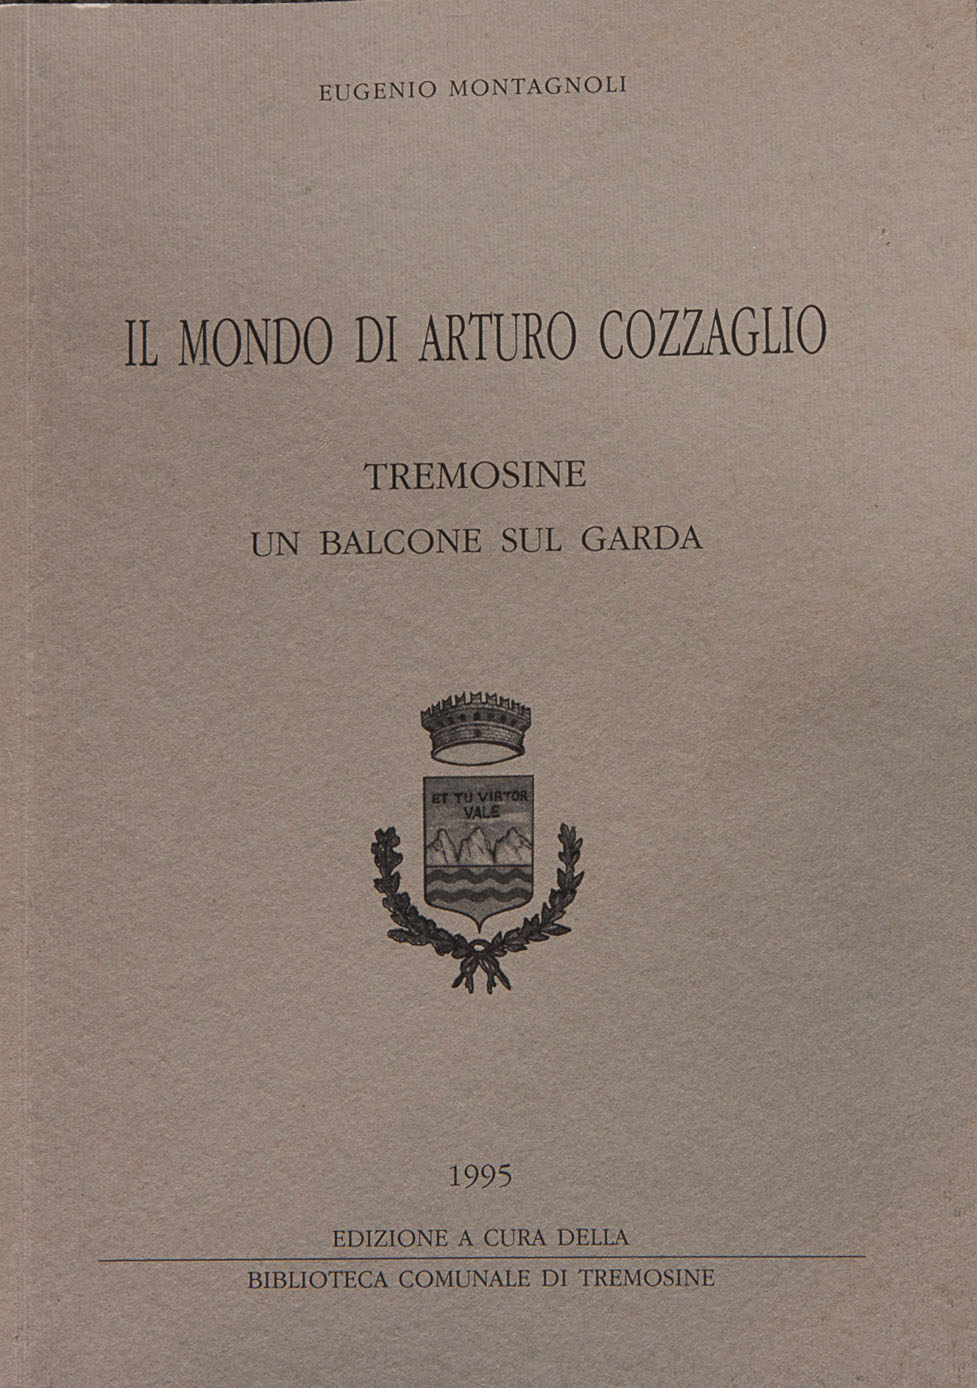 EUGENIO MONTAGNOLI
IL MONDO DI ARTURO COZZAGLIO
TREMOSINE
UN BALCONE SUL GARDA
ET TU VIATOR
VALE
1995
EDIZIONE A CURA DELLA
BIBLIOTECA COMUNALE DI TREMOSINE